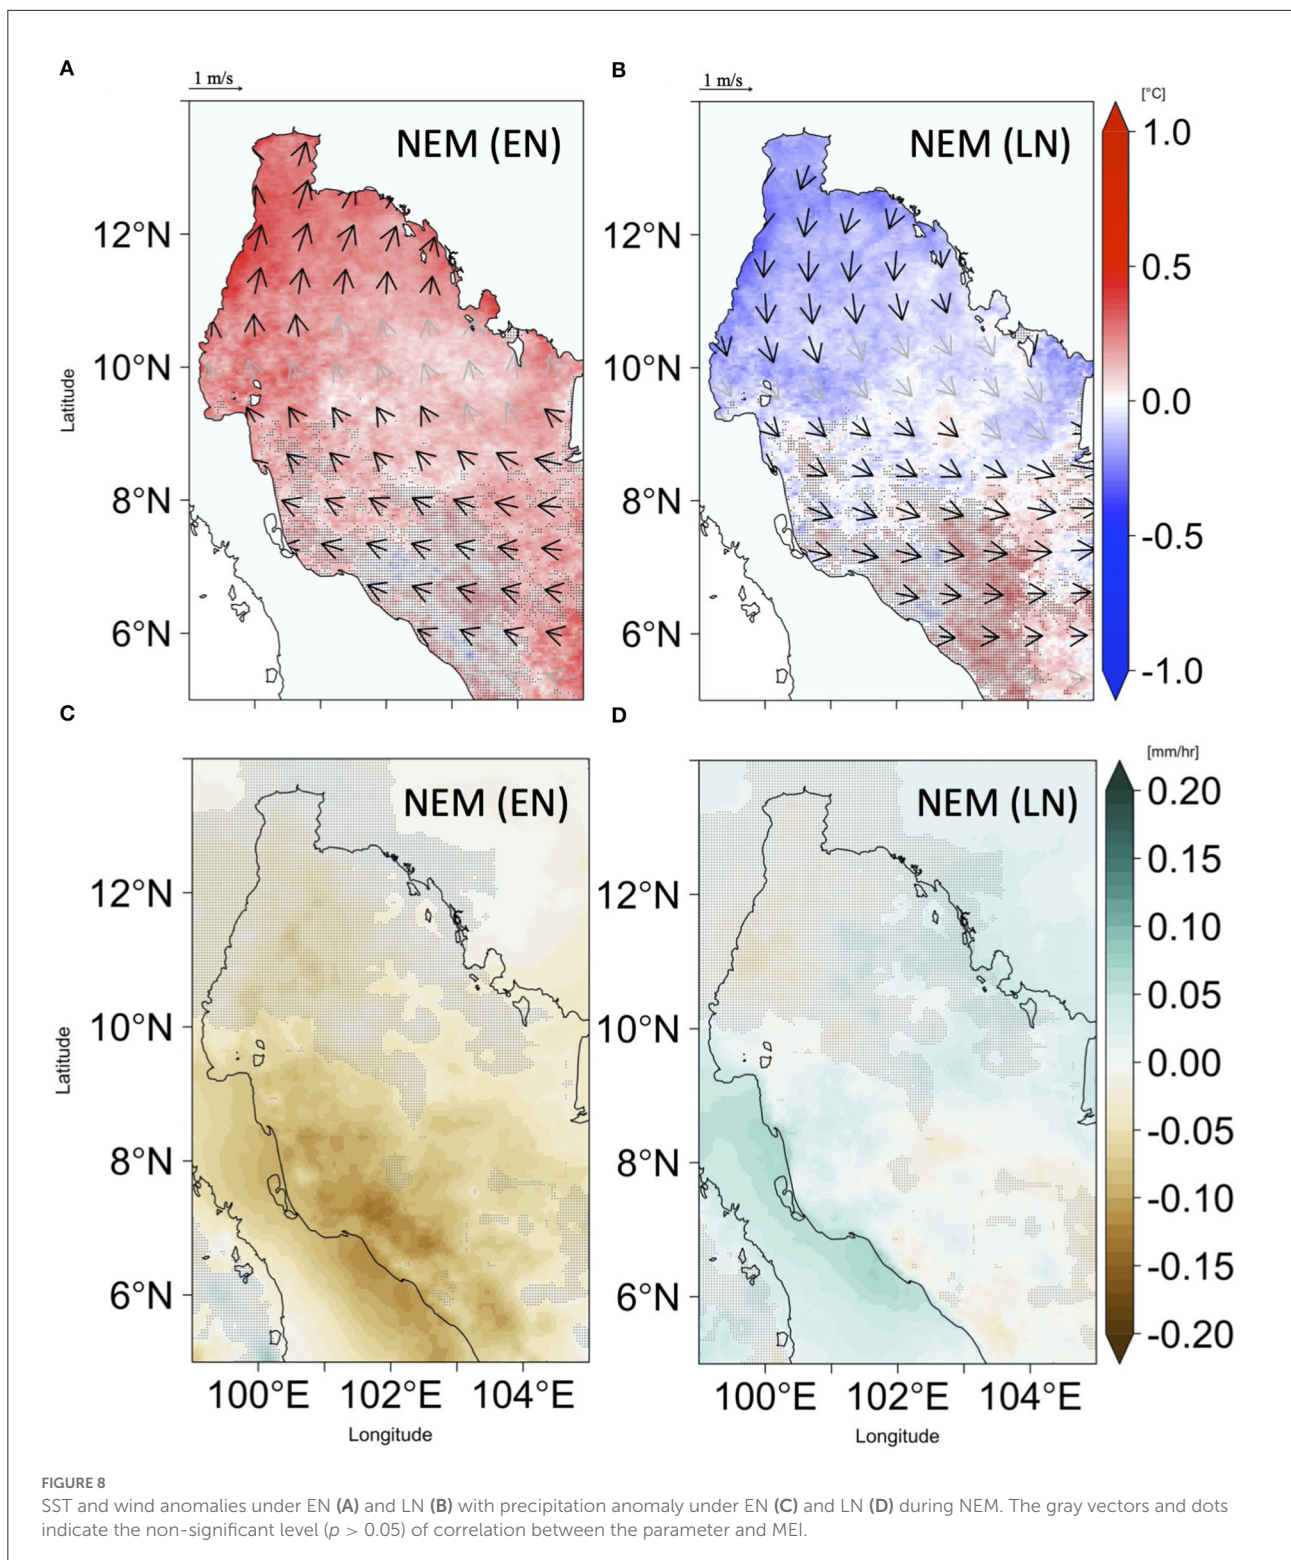 A
B
1 m/s
1 m/s
[°C]
NEM (EN)
NEM (LN)
1.0
0.5
0.0
-0.5
-1.0
12°N
10°N
8°N
6°N
Latitude
12°N
10°N
8°N
6°N
C
D
[mm/hr]
NEM (EN)
NEM (LN)
0.20
0.15
0.10
0.05
0.00
-0.05
-0.10
-0.15
-0.20
12°N
10°N
8°N
6°N
Latitude
12°N
10°N
8°N
6°N
100°E 102°E 104°E
Longitude
100°E 102°E 104°E
Longitude
FIGURE 8
SST and wind anomalies under EN (A) and LN (B) with precipitation anomaly under EN (C) and LN (D) during NEM. The gray vectors and dots
indicate the non-significant level (p > 0.05) of correlation between the parameter and MEI.